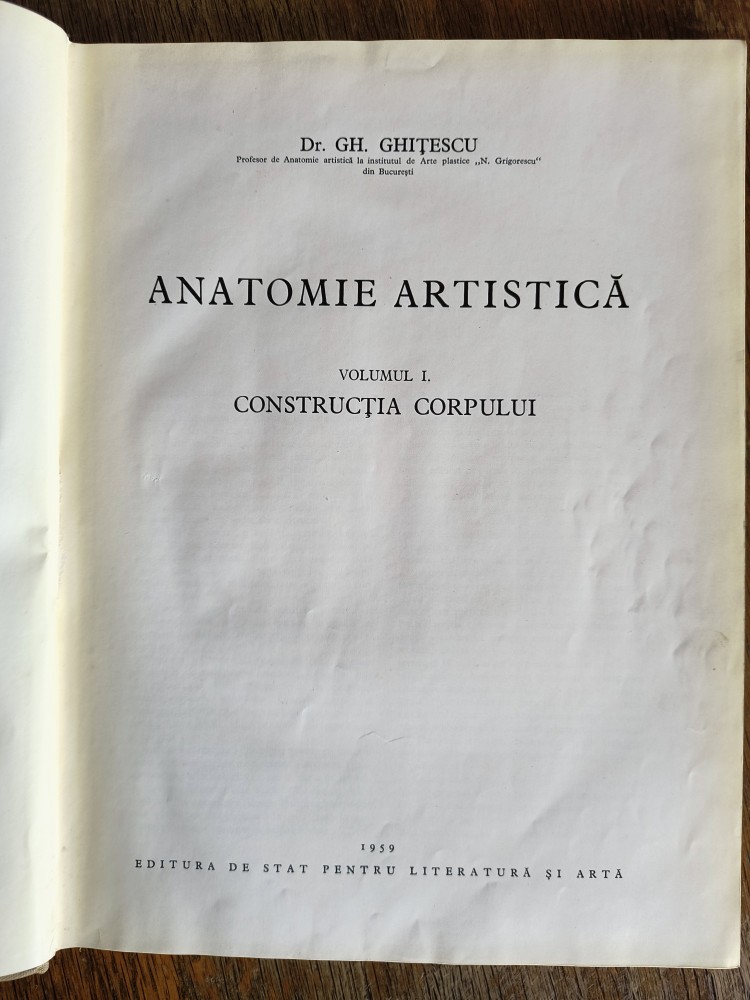 Dr. GH. GHIŢESCU
Profesor de Anatomie artistică la institutul de Arte plastice „N. Grigorescu“
din Bucureşti
ANATOMIE ARTISTICĂ
VOLUMUL I.
CONSTRUCŢIA CORPULUI
1959
EDITURA DE STAT PENTRU LITERATURĂ ŞI ARTĂ